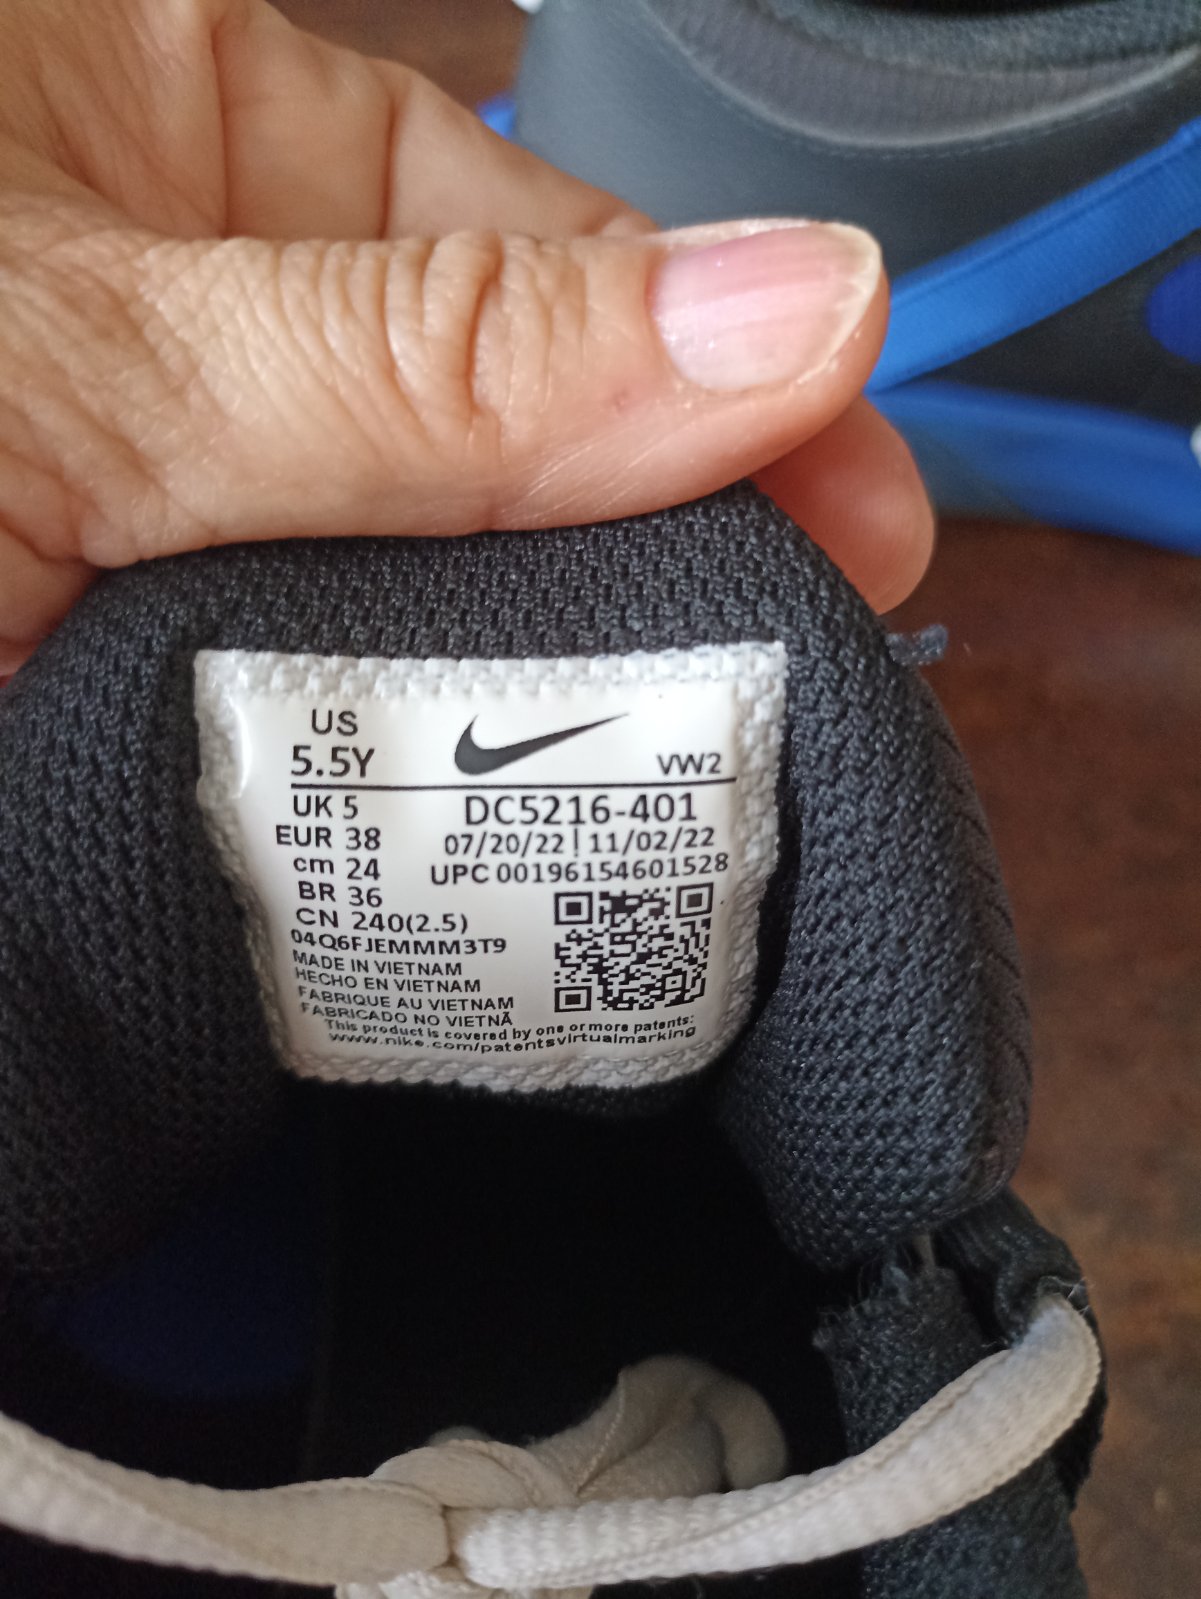 US
5.5Y
VW2
UK 5
DC5216-401
EUR 38
07/20/22 | 11/02/22
cm 24
UPC 00196154601528
BR 36
CN 240(2.5)
04Q6FJEMMM3T9
MADE IN VIETNAM
HECHO EN VIETNAM
FABRIQUE AU VIETNAM
FABRICADO NO VIETNÃ
This product is covered by one or more patents:
www.nike.com/patentsvirtualmarking